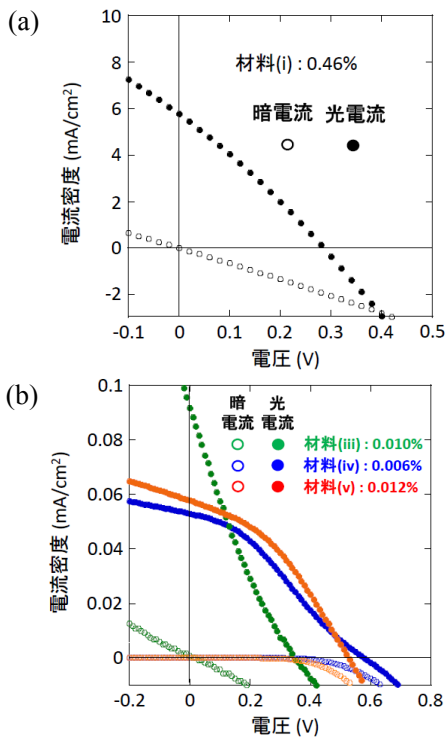 (a)
10
8
6
4
2
0
-2
電流密度 (mA/cm²)
材料(i) : 0.46%
暗電流 光電流
-0.1 0 0.1 0.2 0.3 0.4 0.5
電圧 (V)
(b)
0.1
0.08
0.06
0.04
0.02
0
電流密度 (mA/cm²)
暗電流 光電流
材料(iii) : 0.010%
材料(iv) : 0.006%
材料(v) : 0.012%
-0.2 0 0.2 0.4 0.6 0.8
電圧 (V)